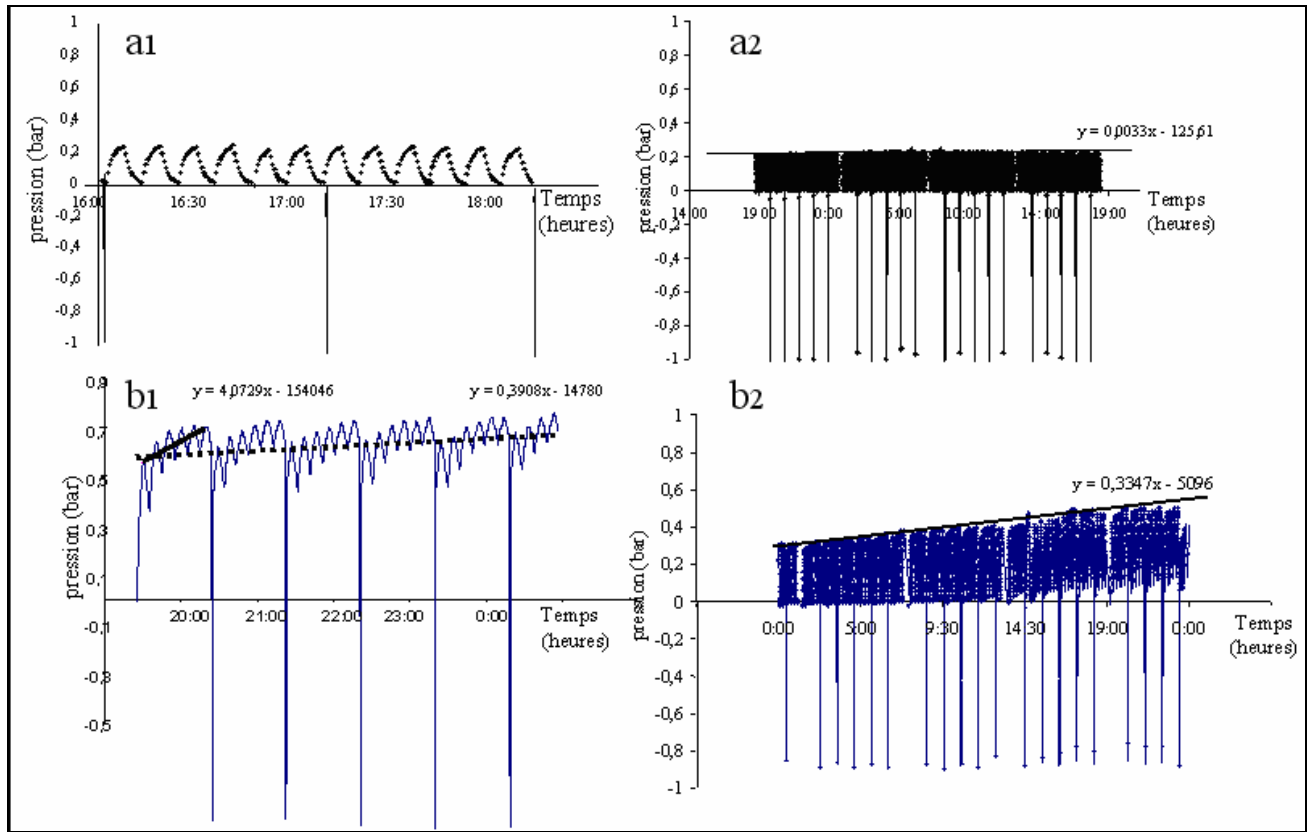 a1
1
0,8
0,6
0,4
0,2
0
-0,2
-0,4
-0,6
-0,8
-1
pression (bar)
16:00 16:30 17:00 17:30 18:00
Temps
(heures)
a2
y = 0,0033x - 125,61
1
0,8
0,6
0,4
0,2
0
-0,2
-0,4
-0,6
-0,8
-1
pression (bar)
14:00 19:00 0:00 5:00 10:00 14:00 19:00
Temps
(heures)
b1
y = 4,0729x - 154046
y = 0,3908x - 14780
0,9
0,7
0,5
0,3
0,1
-0,1
-0,3
-0,5
pression (bar)
20:00 21:00 22:00 23:00 0:00
Temps
(heures)
b2
y = 0,3347x - 5096
1
0,8
0,6
0,4
0,2
0
-0,2
-0,4
-0,6
-0,8
-1
pression (bar)
0:00 5:00 9:30 14:30 19:00 0:00
Temps
(heures)